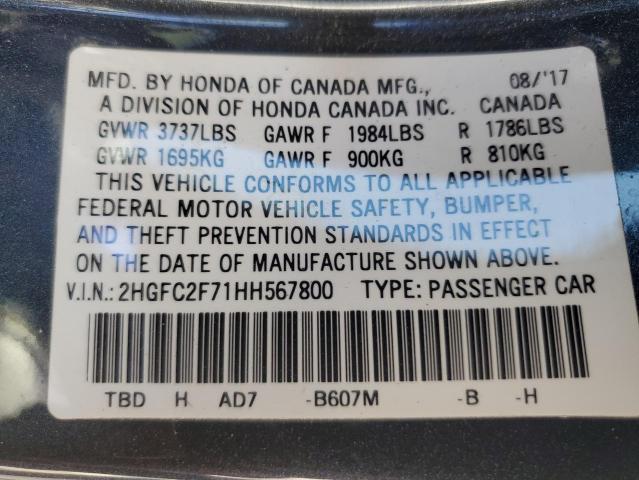 MFD. BY HONDA OF CANADA MFG., 08/'17
A DIVISION OF HONDA CANADA INC. CANADA
GVWR 3737LBS GAWR F 1984LBS R 1786LBS
GVWR 1695KG GAWR F 900KG R 810KG
THIS VEHICLE CONFORMS TO ALL APPLICABLE
FEDERAL MOTOR VEHICLE SAFETY, BUMPER,
AND THEFT PREVENTION STANDARDS IN EFFECT
ON THE DATE OF MANUFACTURE SHOWN ABOVE.
V.I.N.: 2HGFC2F71HH567800 TYPE: PASSENGER CAR
TBD H AD7 -B607M -B -H